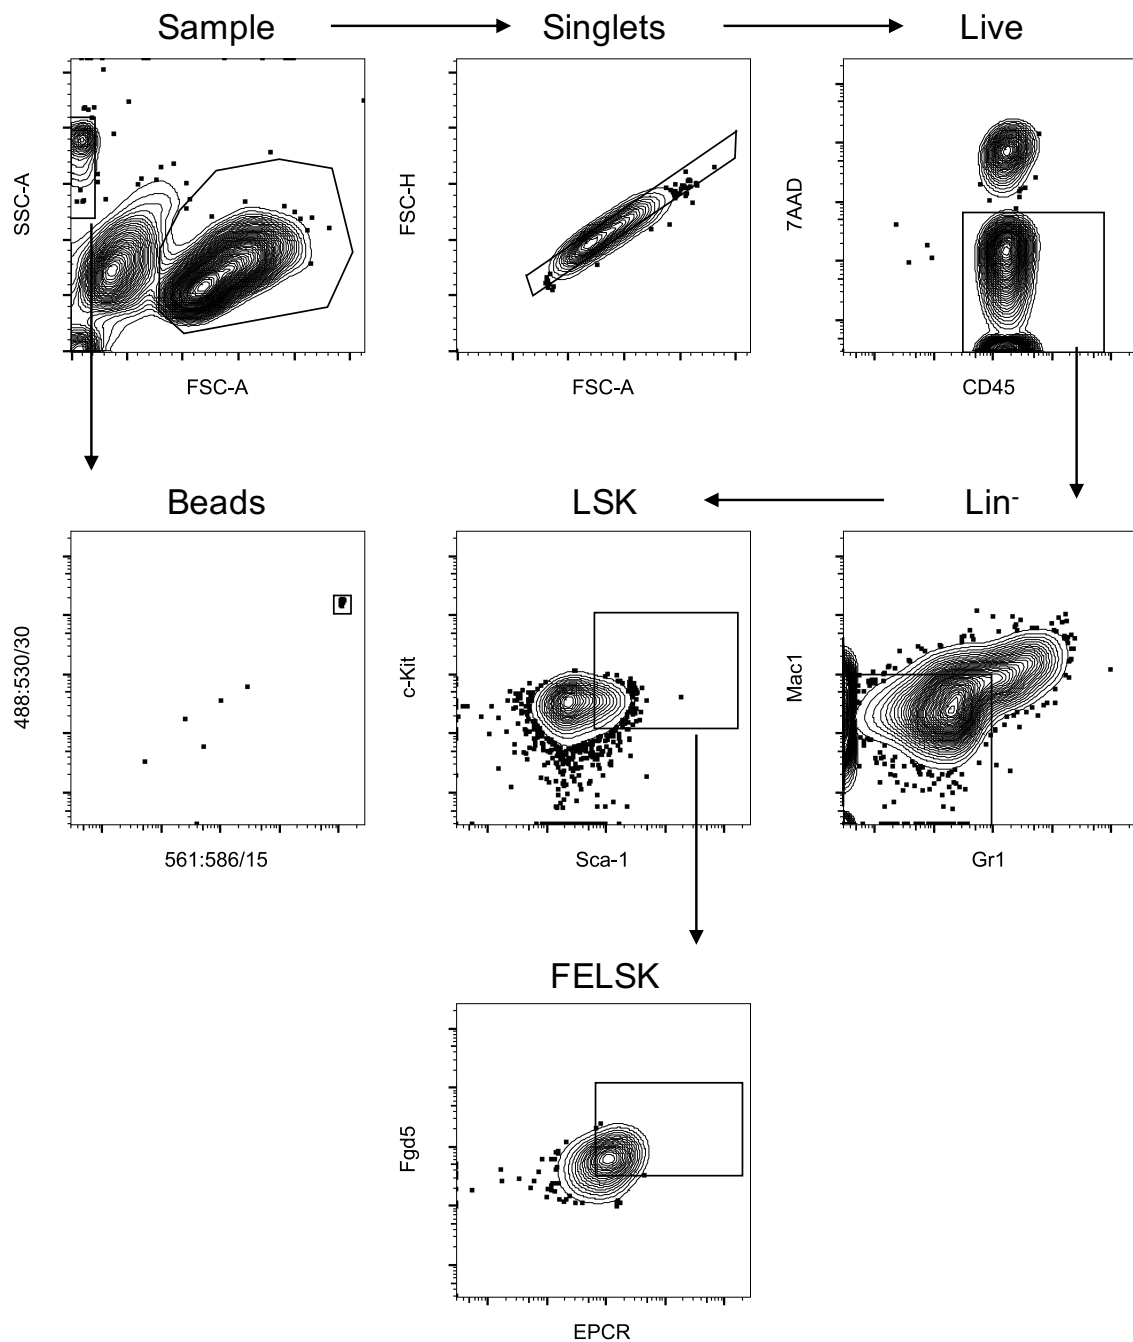 Sample
Singlets
Live
SSC-A
FSC-A
FSC-H
FSC-A
7AAD
CD45
Beads
LSK
Lin⁻
488:530/30
561:586/15
c-Kit
Sca-1
Mac1
Gr1
FELSK
Fgd5
EPCR